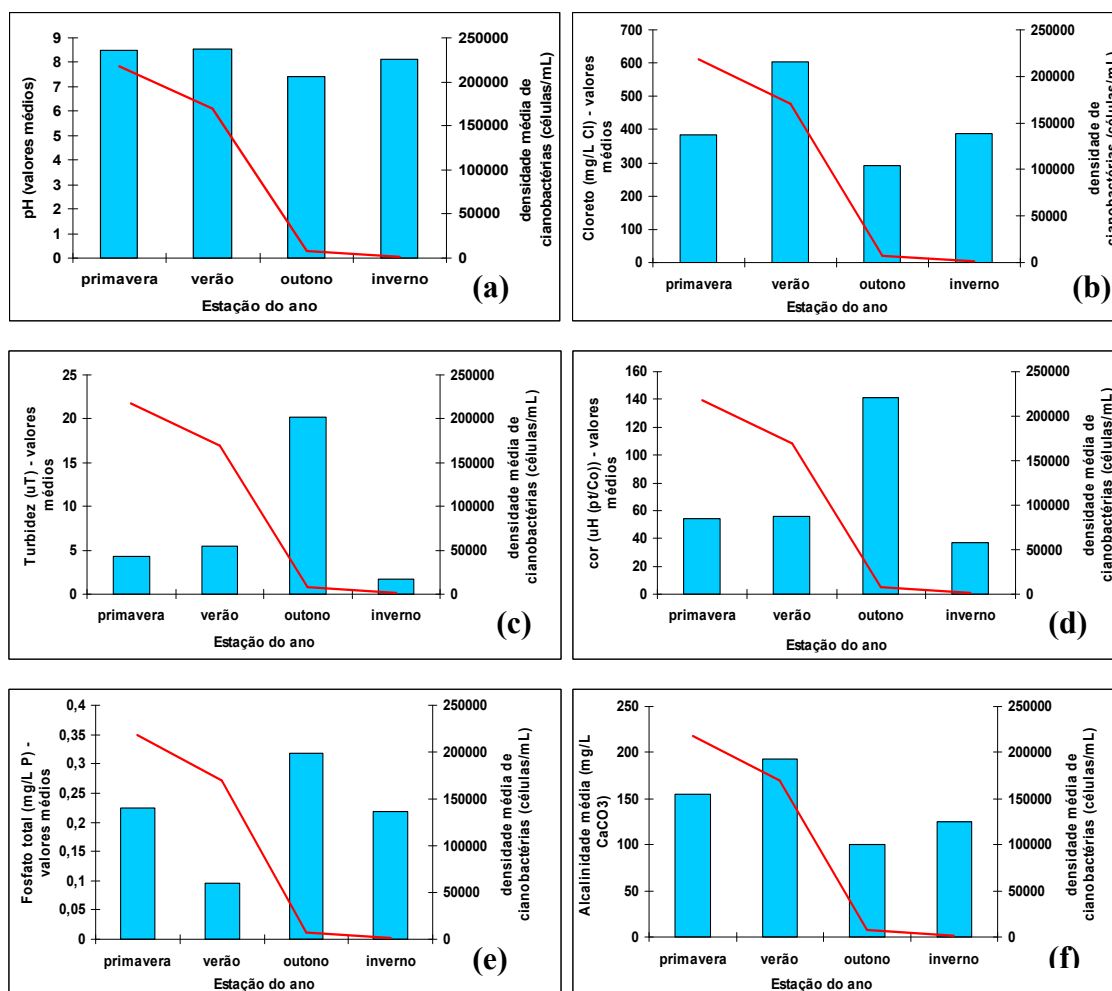 9
8
7
6
5
4
3
2
1
0
pH (valores médios)
250000
200000
150000
100000
50000
0
densidade média de
cianobactérias (células/mL)
primavera verão outono inverno
Estação do ano
(a)
700
600
500
400
300
200
100
0
Cloreto (mg/L Cl) - valores
médios
250000
200000
150000
100000
50000
0
densidade de
cianobactérias (células/mL)
primavera verão outono inverno
Estação do ano
(b)
25
20
15
10
5
0
Turbidez (uT) - valores
médios
250000
200000
150000
100000
50000
0
densidade média de
cianobactérias (células/mL)
primavera verão outono inverno
Estação do ano
(c)
160
140
120
100
80
60
40
20
0
cor (uH (pt/Co)) - valores
médios
250000
200000
150000
100000
50000
0
densidade média de
cianobactérias (células/mL)
primavera verão outono inverno
Estação do ano
(d)
0,4
0,35
0,3
0,25
0,2
0,15
0,1
0,05
0
Fosfato total (mg/L P) -
valores médios
250000
200000
150000
100000
50000
0
densidade média de
cianobactérias (células/mL)
primavera verão outono inverno
Estação do ano
(e)
250
200
150
100
50
0
Alcalinidade média (mg/L
CaCO3)
250000
200000
150000
100000
50000
0
densidade média de
cianobactérias (células/mL)
primavera verão outono inverno
Estação do ano
(f)